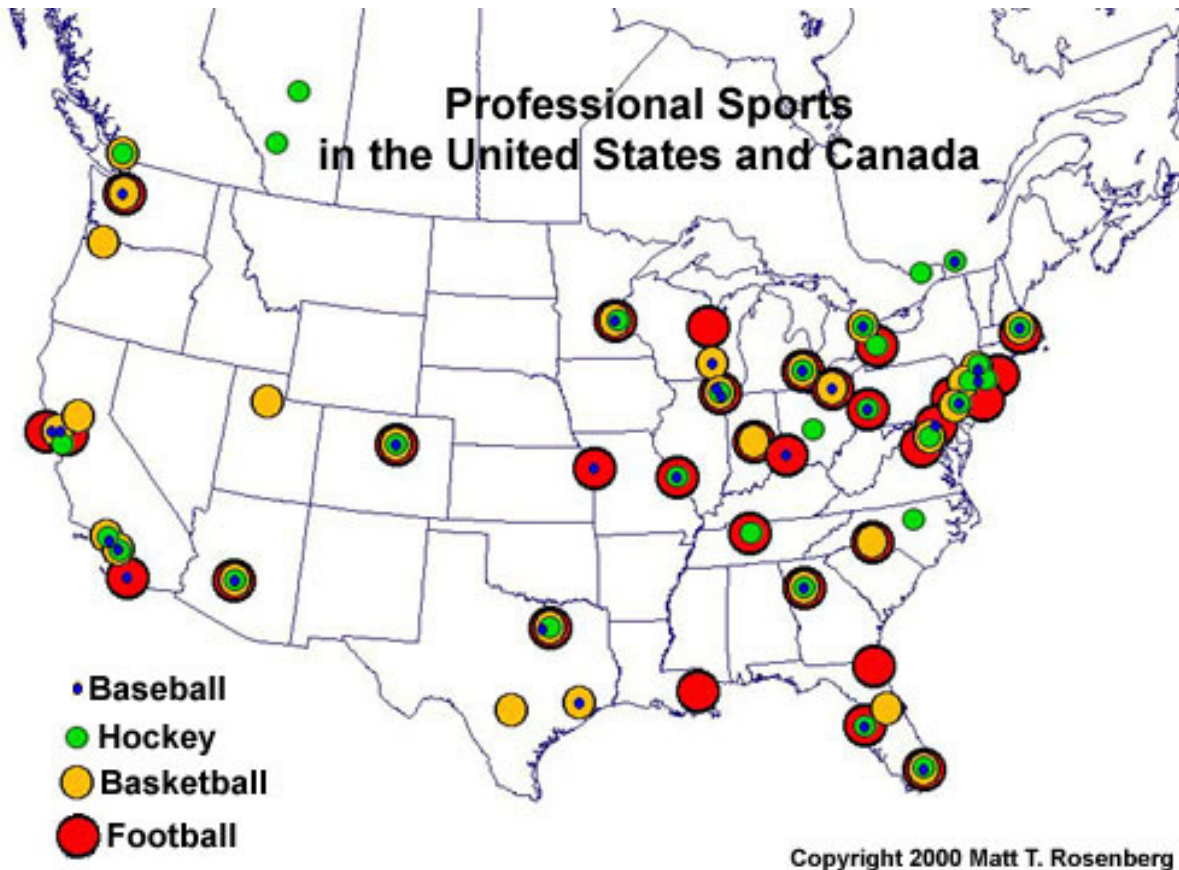 Professional Sports
in the United States and Canada
Baseball
Hockey
Basketball
Football
Copyright 2000 Matt T. Rosenberg